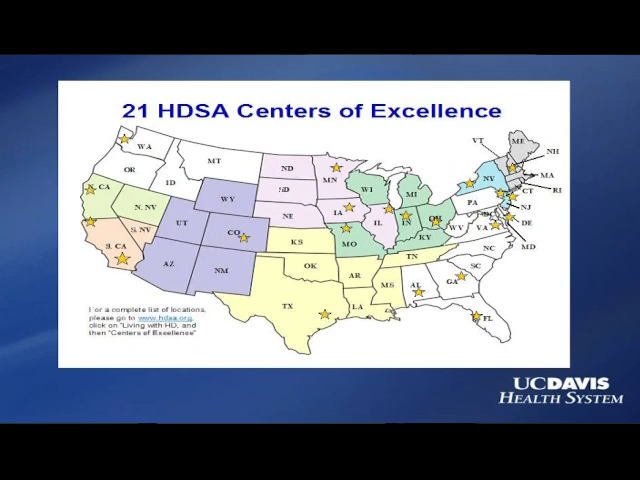 21 HDSA Centers of Excellence
WA
OR
MT
ID
WY
ND
SD
NE
MN
IA
WI
MI
VT
ME
NH
MA
RI
CT
NY
NJ
PA
DE
MD
DC
N. CA
N. NV
S. NV
S. CA
UT
CO
AZ
NM
KS
OK
TX
MO
IL
IN
OH
KY
WV
VA
NC
TN
AR
LA
MS
AL
GA
SC
FL
For a complete list of locations,
please go to www.hdsa.org,
click on "Living with HD, and
then "Centers of Excellence"
UCDAVIS
HEALTH SYSTEM